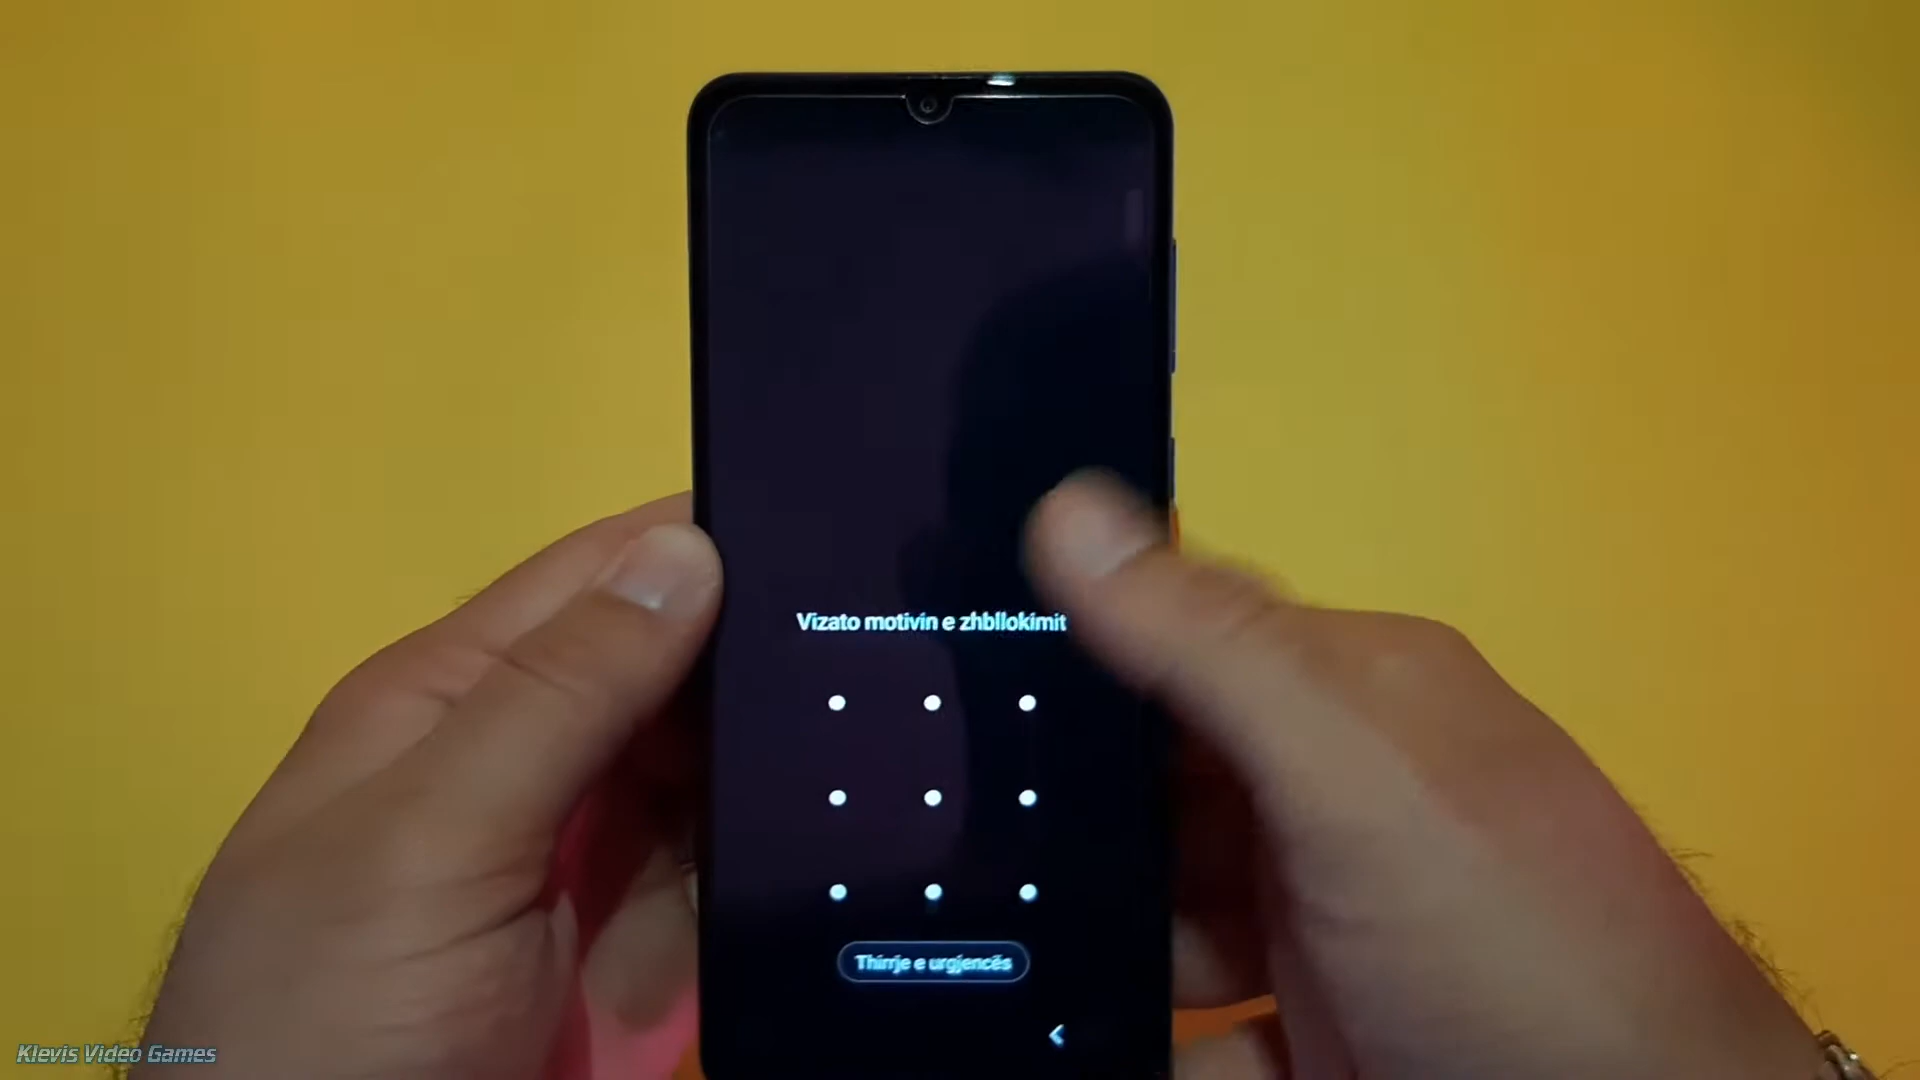 Vizato motivin e zhbllokimit
Thirrje e urgjencës
Klevis Video Games